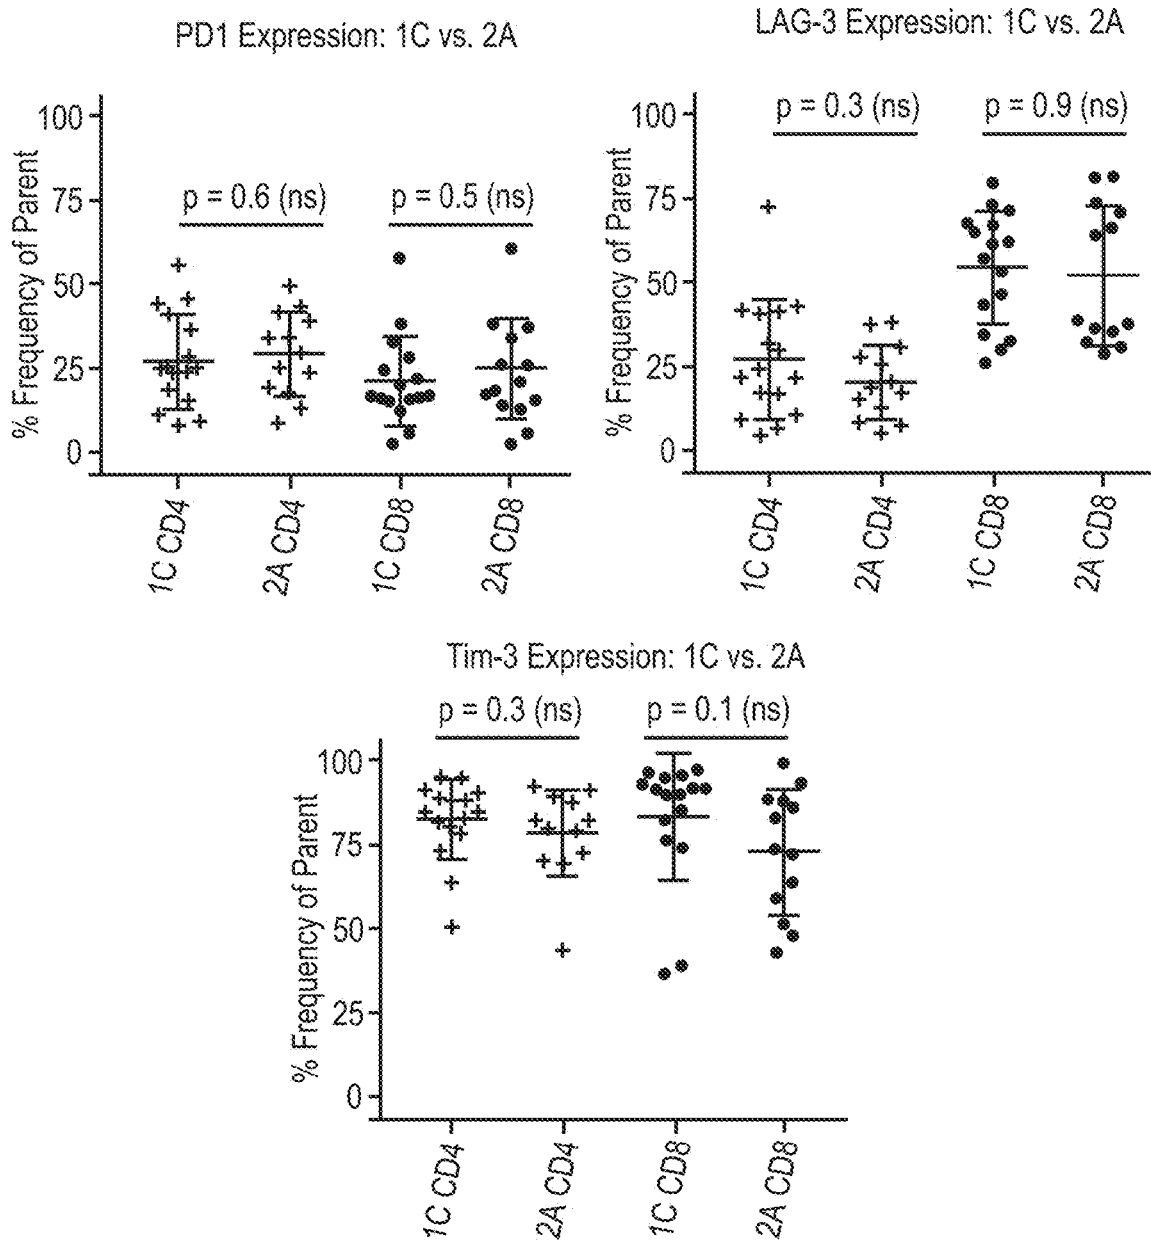 PD1 Expression: 1C vs. 2A
% Frequency of Parent
100
75
50
25
0
p = 0.6 (ns)
p = 0.5 (ns)
1C CD4
2A CD4
1C CD8
2A CD8
LAG-3 Expression: 1C vs. 2A
% Frequency of Parent
100
75
50
25
0
p = 0.3 (ns)
p = 0.9 (ns)
1C CD4
2A CD4
1C CD8
2A CD8
Tim-3 Expression: 1C vs. 2A
% Frequency of Parent
100
75
50
25
0
p = 0.3 (ns)
p = 0.1 (ns)
1C CD4
2A CD4
1C CD8
2A CD8